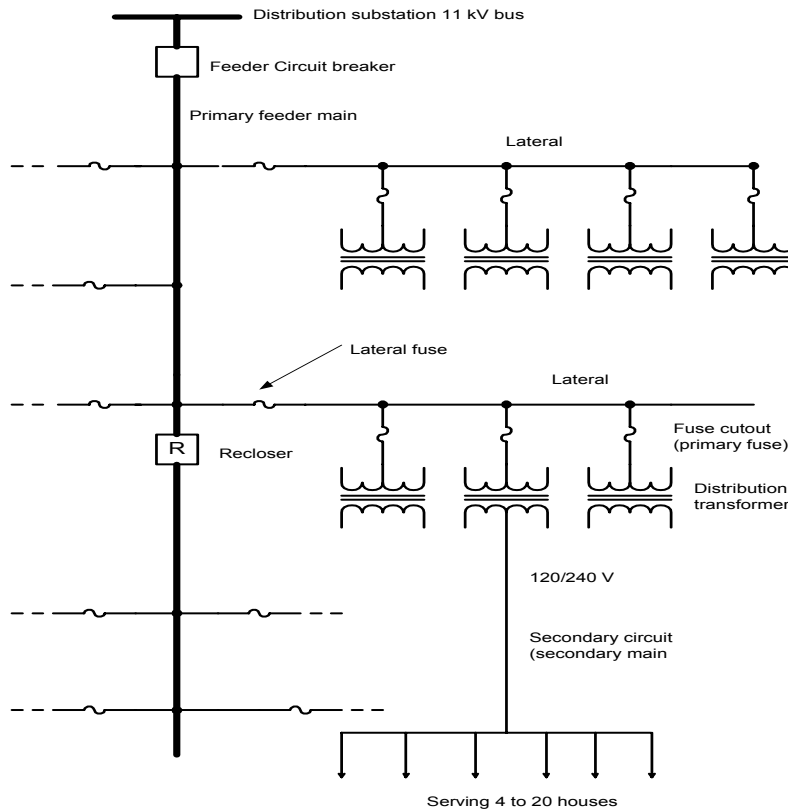 Distribution substation 11 kV bus
Feeder Circuit breaker
Primary feeder main
Lateral
Lateral fuse
Lateral
Fuse cutout
(primary fuse)
R
Recloser
Distribution
transformer
120/240 V
Secondary circuit
(secondary main
Serving 4 to 20 houses